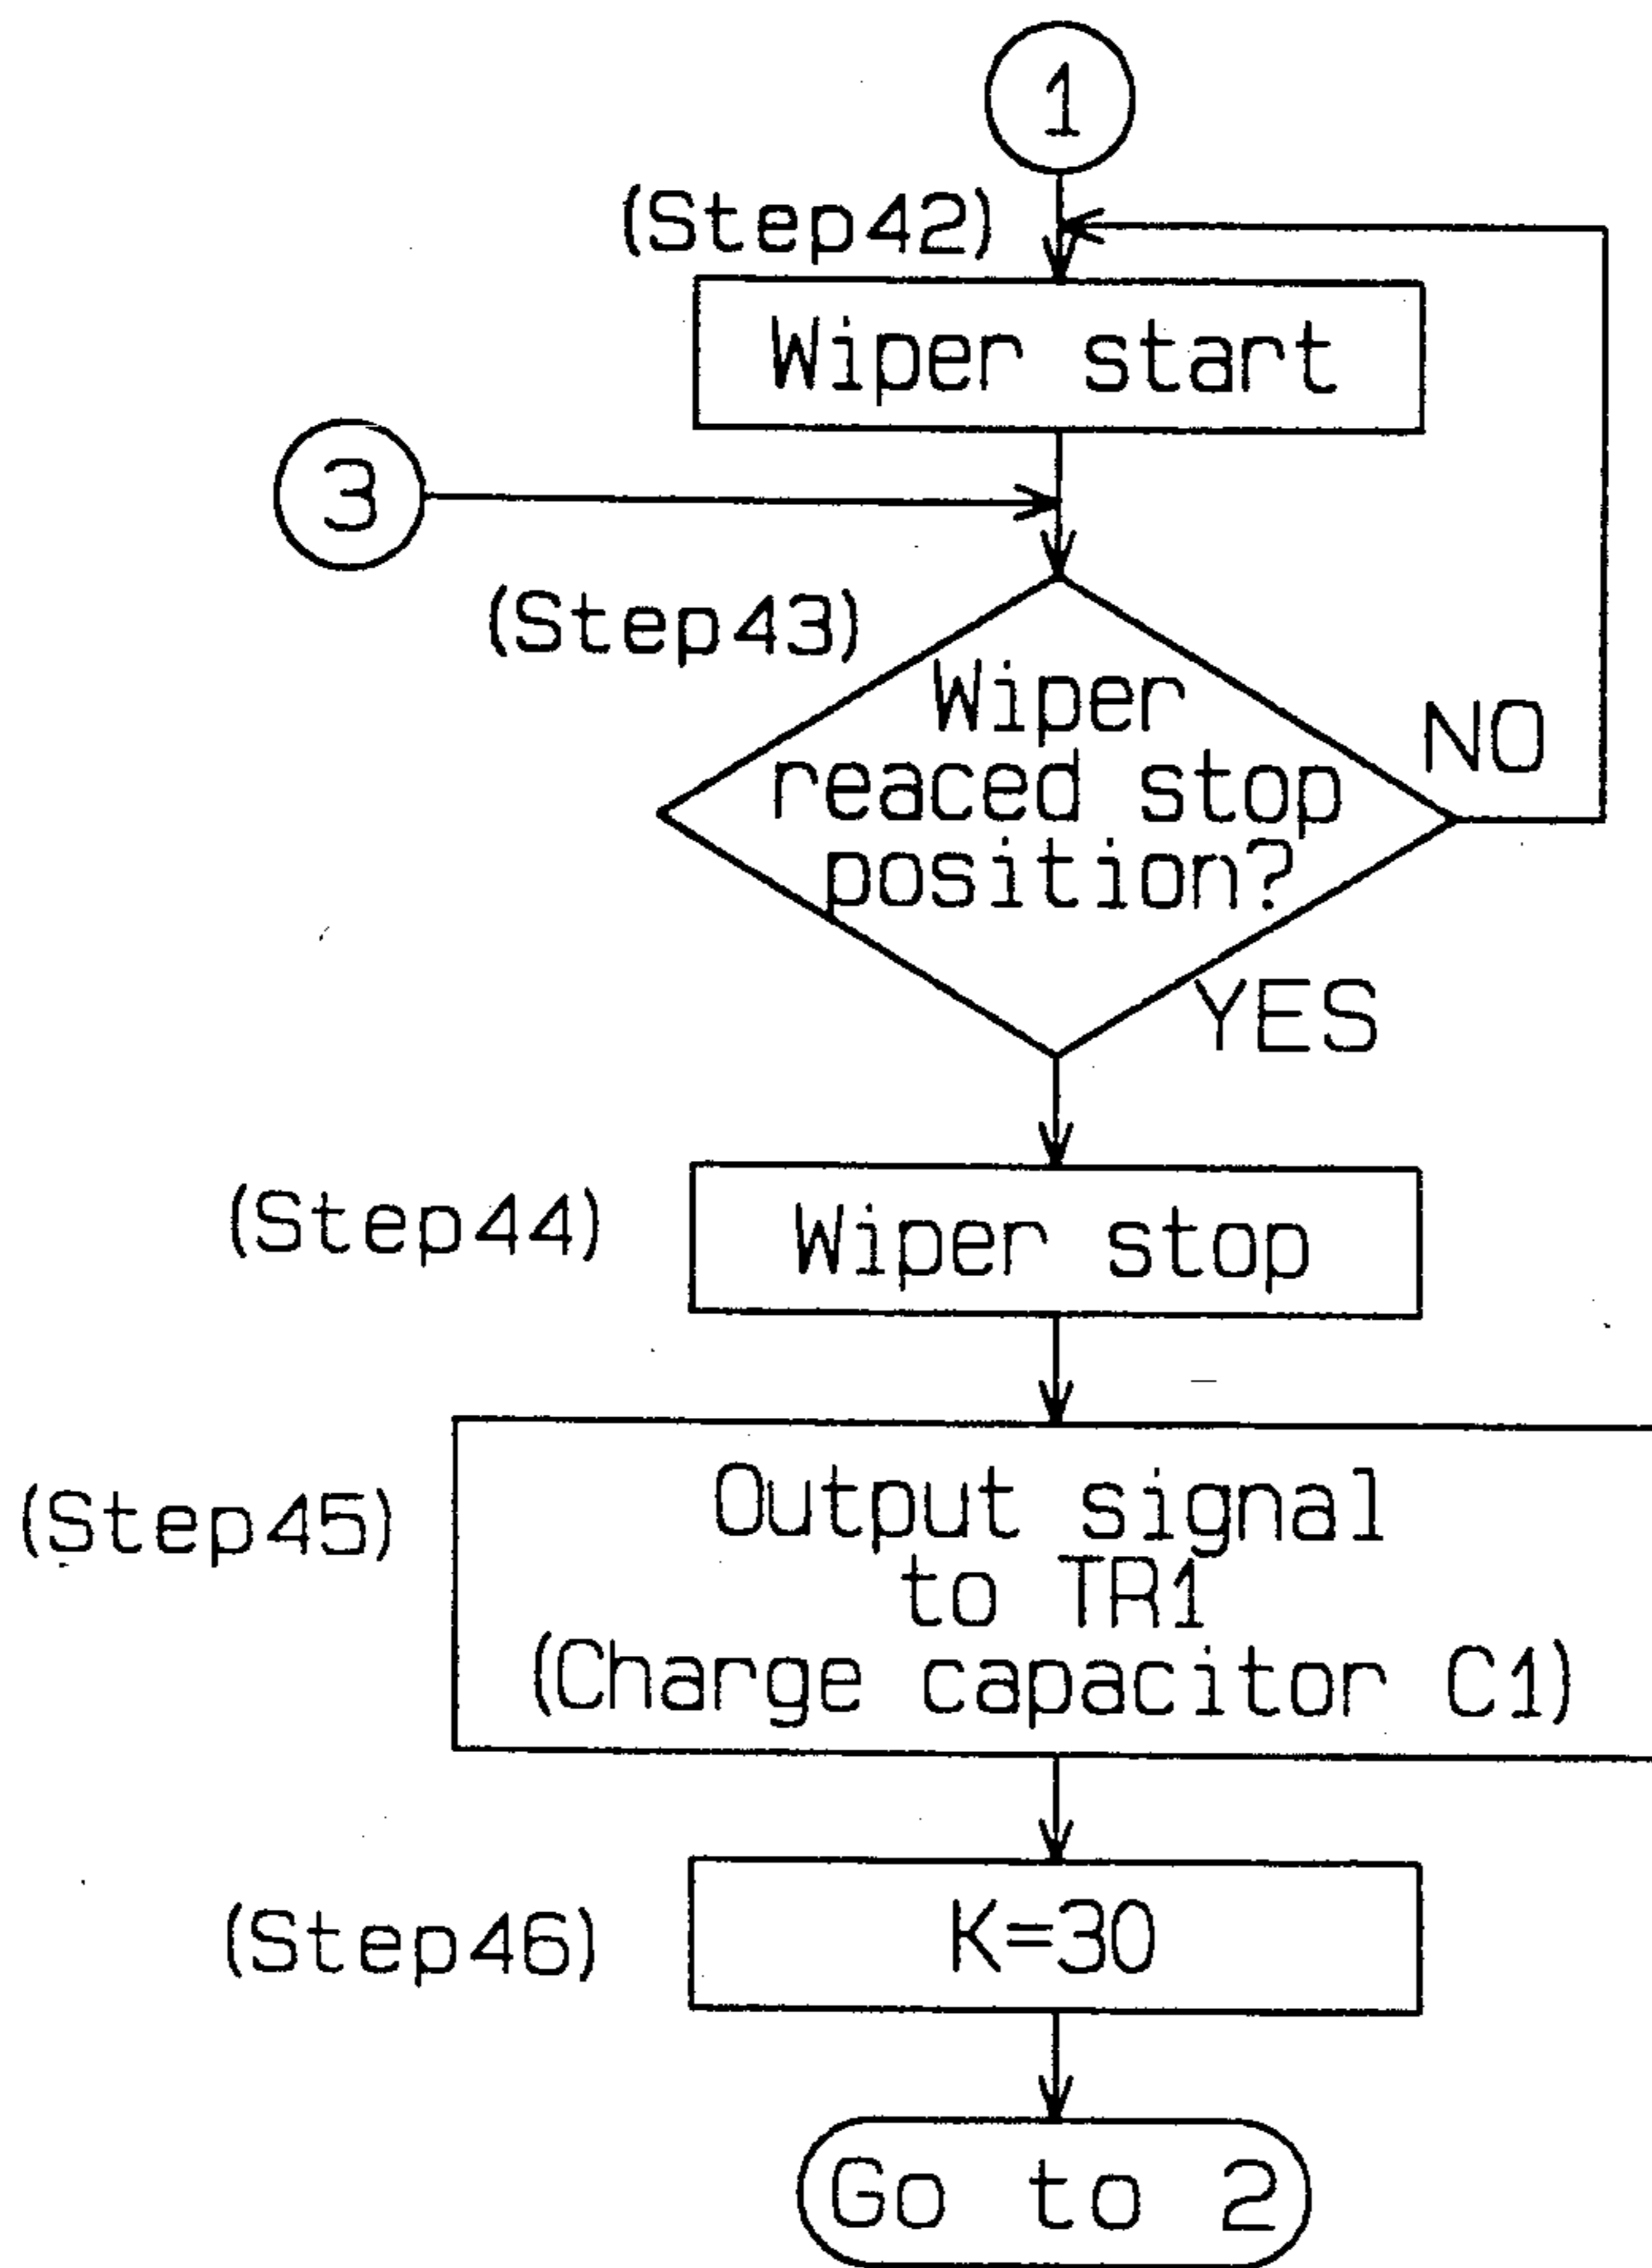 1
(Step42)
Wiper start
3
(Step43)
Wiper
reaced stop
position?
NO
YES
(Step44)
Wiper stop
(Step45)
Output signal
to TR1
(Charge capacitor C1)
(Step46)
K=30
Go to 2